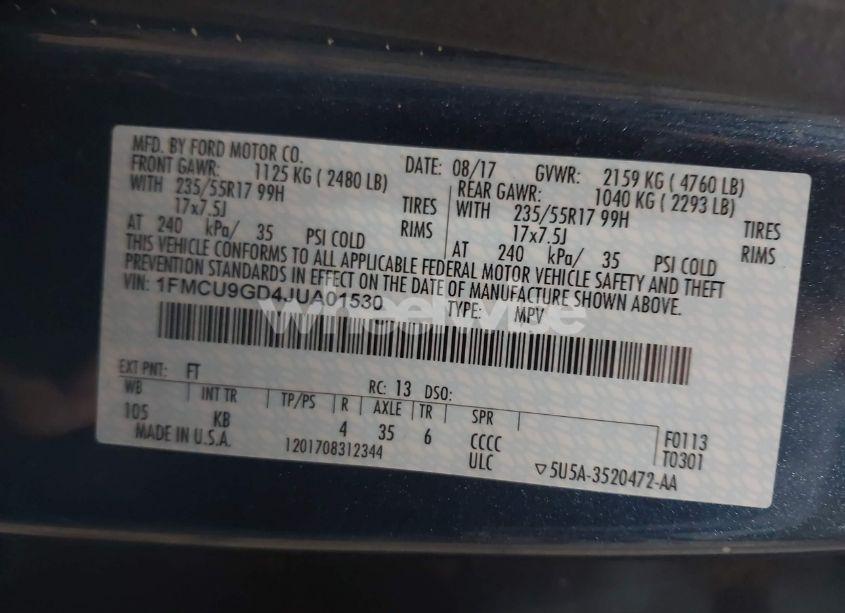 MFD. BY FORD MOTOR CO. DATE: 08/17 GVWR: 2159 KG ( 4760 LB)
FRONT GAWR: 1125 KG ( 2480 LB) REAR GAWR: 1040 KG ( 2293 LB)
WITH 235/55R17 99H TIRES WITH 235/55R17 99H TIRES
17x7.5J RIMS 17x7.5J RIMS
AT 240 kPa/ 35 PSI COLD AT 240 kPa/ 35 PSI COLD
THIS VEHICLE CONFORMS TO ALL APPLICABLE FEDERAL MOTOR VEHICLE SAFETY AND THEFT
PREVENTION STANDARDS IN EFFECT ON THE DATE OF MANUFACTURE SHOWN ABOVE.
VIN: 1FMCU9GD4JUA01530 TYPE: MPV
EXT PNT: FT RC: 13 DSO:
WB INT TR TP/PS R AXLE TR SPR
105 KB 4 35 6 CCCC F0113
MADE IN U.S.A. 1201708312344 ULC T0301
▽5U5A-3520472-AA